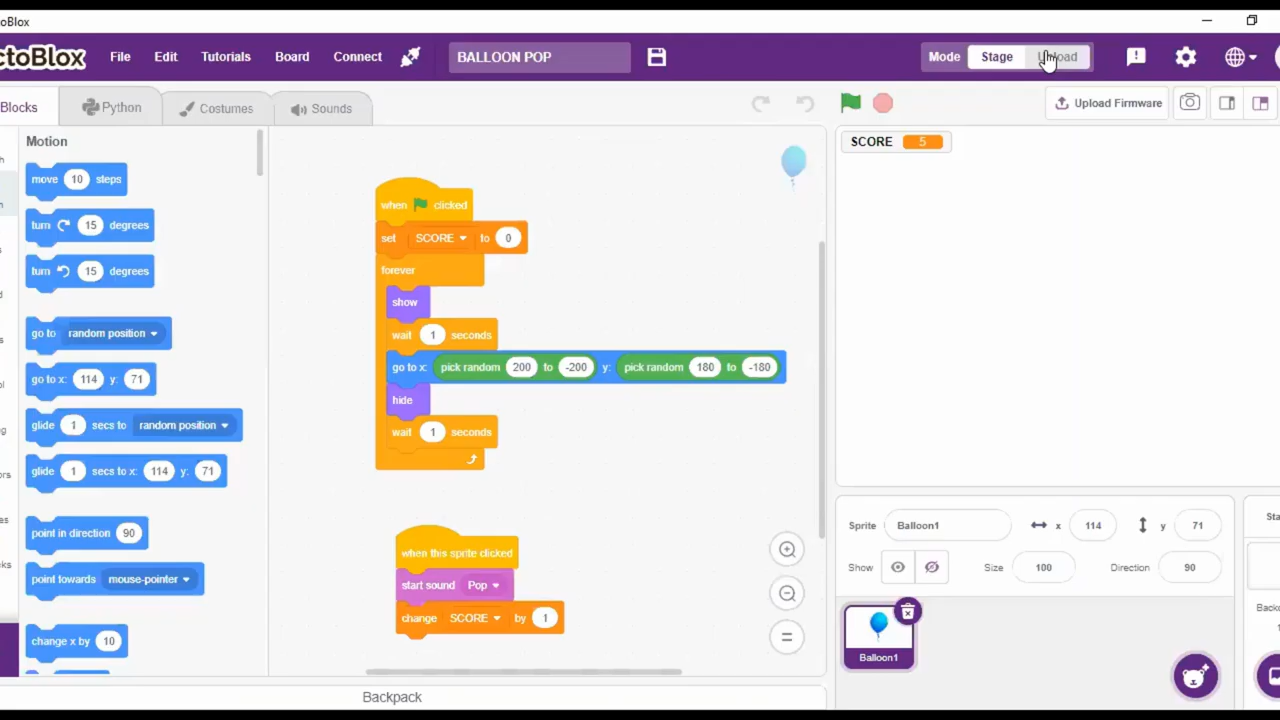 toBlox
ctoBlox File Edit Tutorials Board Connect BALLOON POP Mode Stage Upload
Blocks Python Costumes Sounds Upload Firmware
Motion
SCORE 5
move 10 steps
turn 15 degrees
turn 15 degrees
go to random position
go to x: 114 y: 71
glide 1 secs to random position
glide 1 secs to x: 114 y: 71
point in direction 90
point towards mouse-pointer
change x by 10
when clicked
set SCORE to 0
forever
show
wait 1 seconds
go to x: pick random 200 to -200 y: pick random 180 to -180
hide
wait 1 seconds
when this sprite clicked
start sound Pop
change SCORE by 1
Sprite Balloon1 x 114 y 71
Show Size 100 Direction 90
Balloon1
Sta
Backo
Backpack